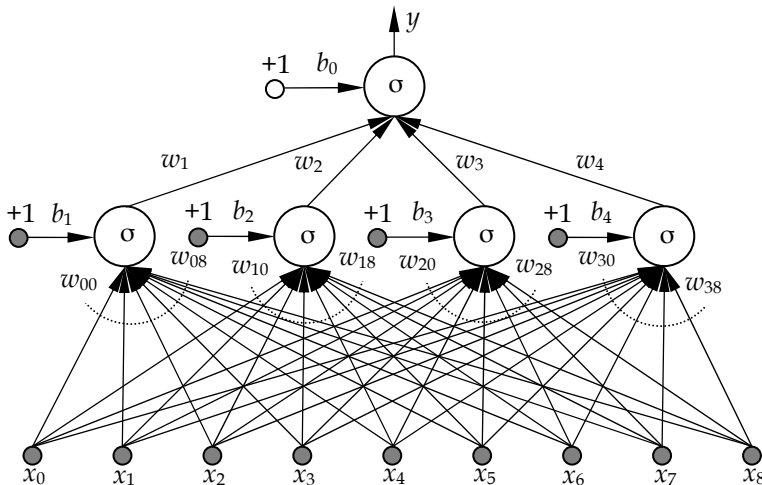 y
+1 b₀
σ
w₁ w₂ w₃ w₄
+1 b₁ +1 b₂ +1 b₃ +1 b₄
σ σ σ σ
w₀₀ w₀₈ w₁₀ w₁₈ w₂₀ w₂₈ w₃₀ w₃₈
x₀ x₁ x₂ x₃ x₄ x₅ x₆ x₇ x₈